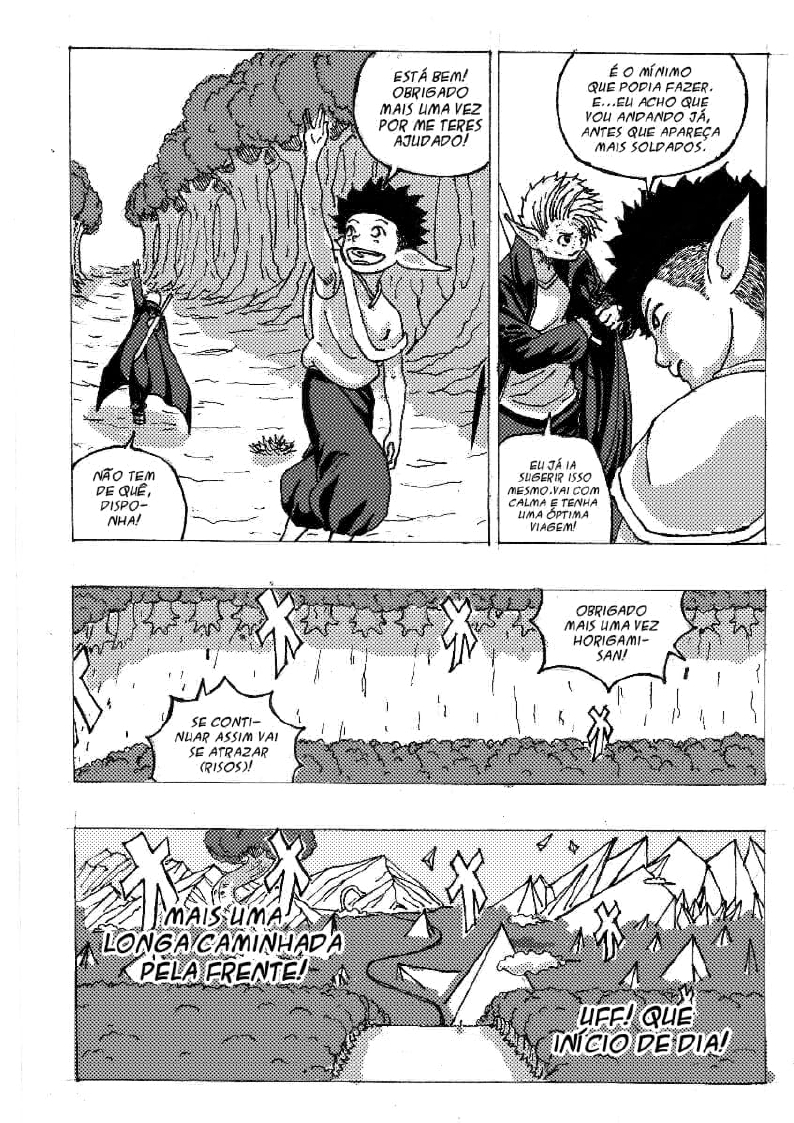 É O MÍNIMO
QUE PODIA FAZER.
E...EU ACHO QUE
VOU ANDANDO JÁ,
ANTES QUE APAREÇA
MAIS SOLDADOS.
EU JÁ IA
SUGERIR ISSO
MESMO.VAI COM
CALMA E TENHA
UMA ÓPTIMA
VIAGEM!
ESTÁ BEM!
OBRIGADO
MAIS UMA VEZ
POR ME TERES
AJUDADO!
NÃO TEM
DE QUÊ,
DISPO-
NHA!
OBRIGADO
MAIS UMA VEZ
HORIGAMI-
SAN!
SE CONTI-
NUAR ASSIM VAI
SE ATRAZAR
(RISOS)!
UFF! QUE
INÍCIO DE DIA!
MAIS UMA
LONGA CAMINHADA
PELA FRENTE!